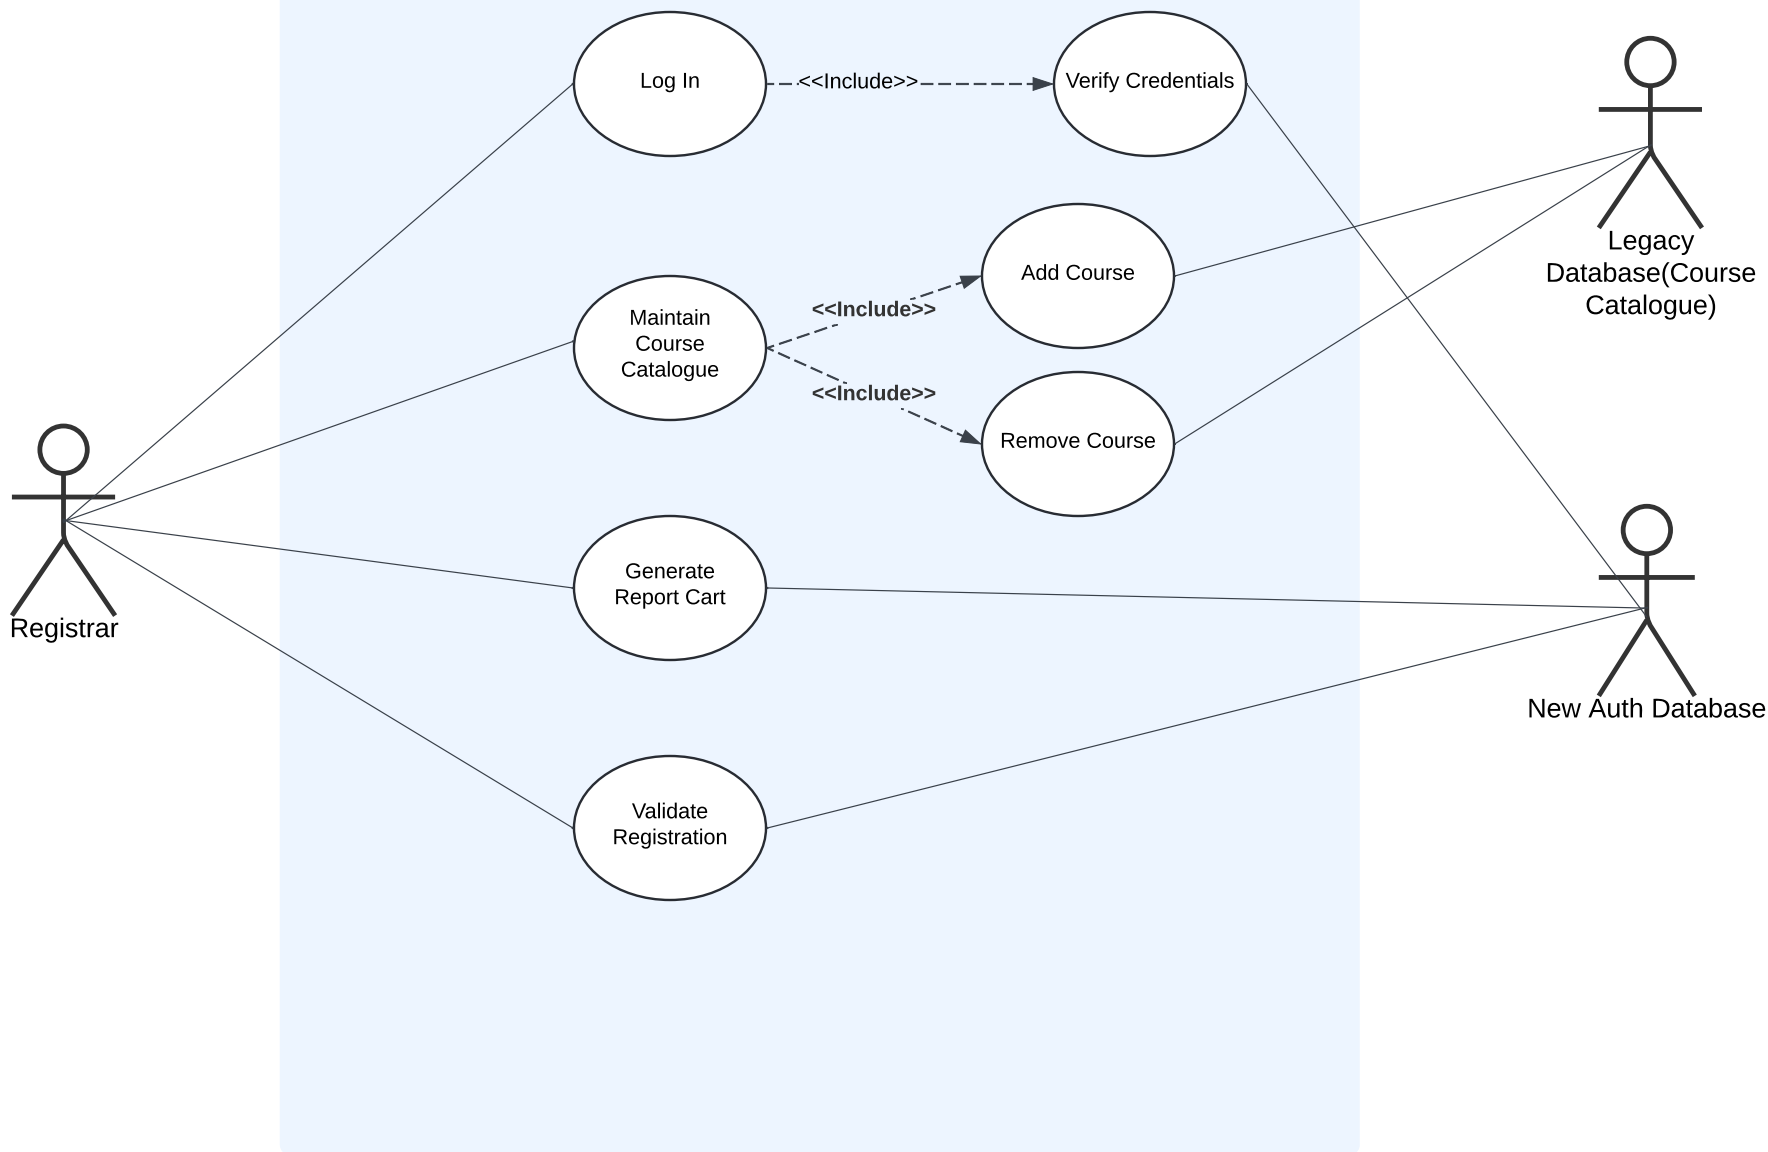 Log In
<<Include>>
Verify Credentials
Legacy
Database(Course
Catalogue)
Add Course
<<Include>>
Maintain
Course
Catalogue
<<Include>>
Remove Course
Registrar
Generate
Report Cart
New Auth Database
Validate
Registration